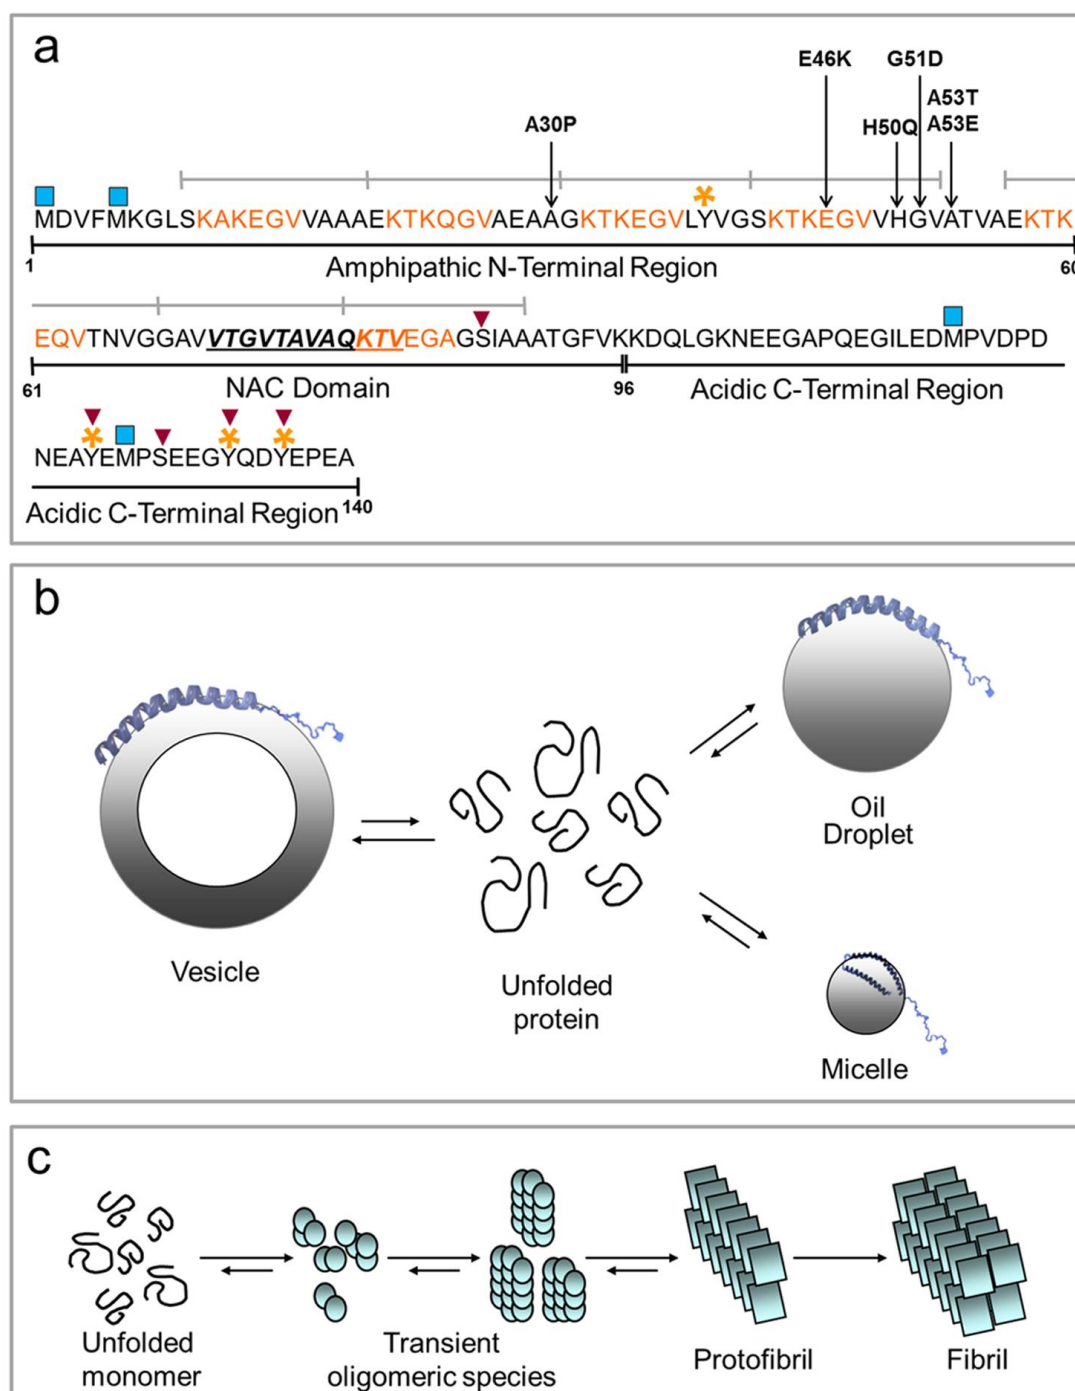 a
E46K G51D
A53T
A30P H50Q A53E
MDVFMKGLSKAKEGVVAAAEKTKQGVAEAAGKTKEGVLYVGSKTKEGVVHGVATVAEKTK
1 60
Amphipathic N-Terminal Region
EQVTNVGGAVVTGVTAVAQKTVEGAGSIAAATGFVKKDQLGKNEEGAPQEGILEDMPVDPD
61 NAC Domain 96 Acidic C-Terminal Region
NEAYEMPSEEGYQDYEPEA
Acidic C-Terminal Region 140
b
Vesicle
Unfolded
protein
Oil
Droplet
Micelle
c
Unfolded
monomer
Transient
oligomeric species
Protofibril
Fibril